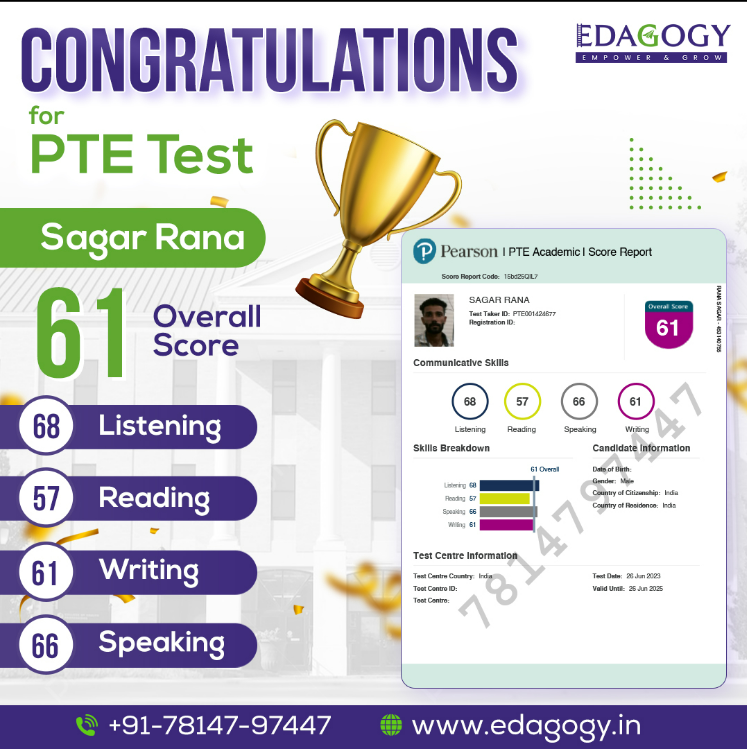 CONGRATULATIONS
EDAGOGY
EMPOWER & GROW
for
PTE Test
Sagar Rana
61 Overall Score
68 Listening
57 Reading
61 Writing
66 Speaking
Pearson | PTE Academic | Score Report
Score Report Code:
SAGAR RANA
Test Taker ID: PTE001424677
Registration ID:
Overall Score
61
Communicative Skills
68 57 66 61
Listening Reading Speaking Writing
Skills Breakdown
61 Overall
Listening 68
Reading 57
Speaking 66
Writing 61
Candidate Information
Date of Birth:
Gender: Male
Country of Citizenship: India
Country of Residence: India
Test Centre Information
Test Centre Country: India
Test Centre ID:
Test Centre:
Test Date: 26 Jun 2023
Valid Until: 26 Jun 2025
7814797447
+91-78147-97447
www.edagogy.in